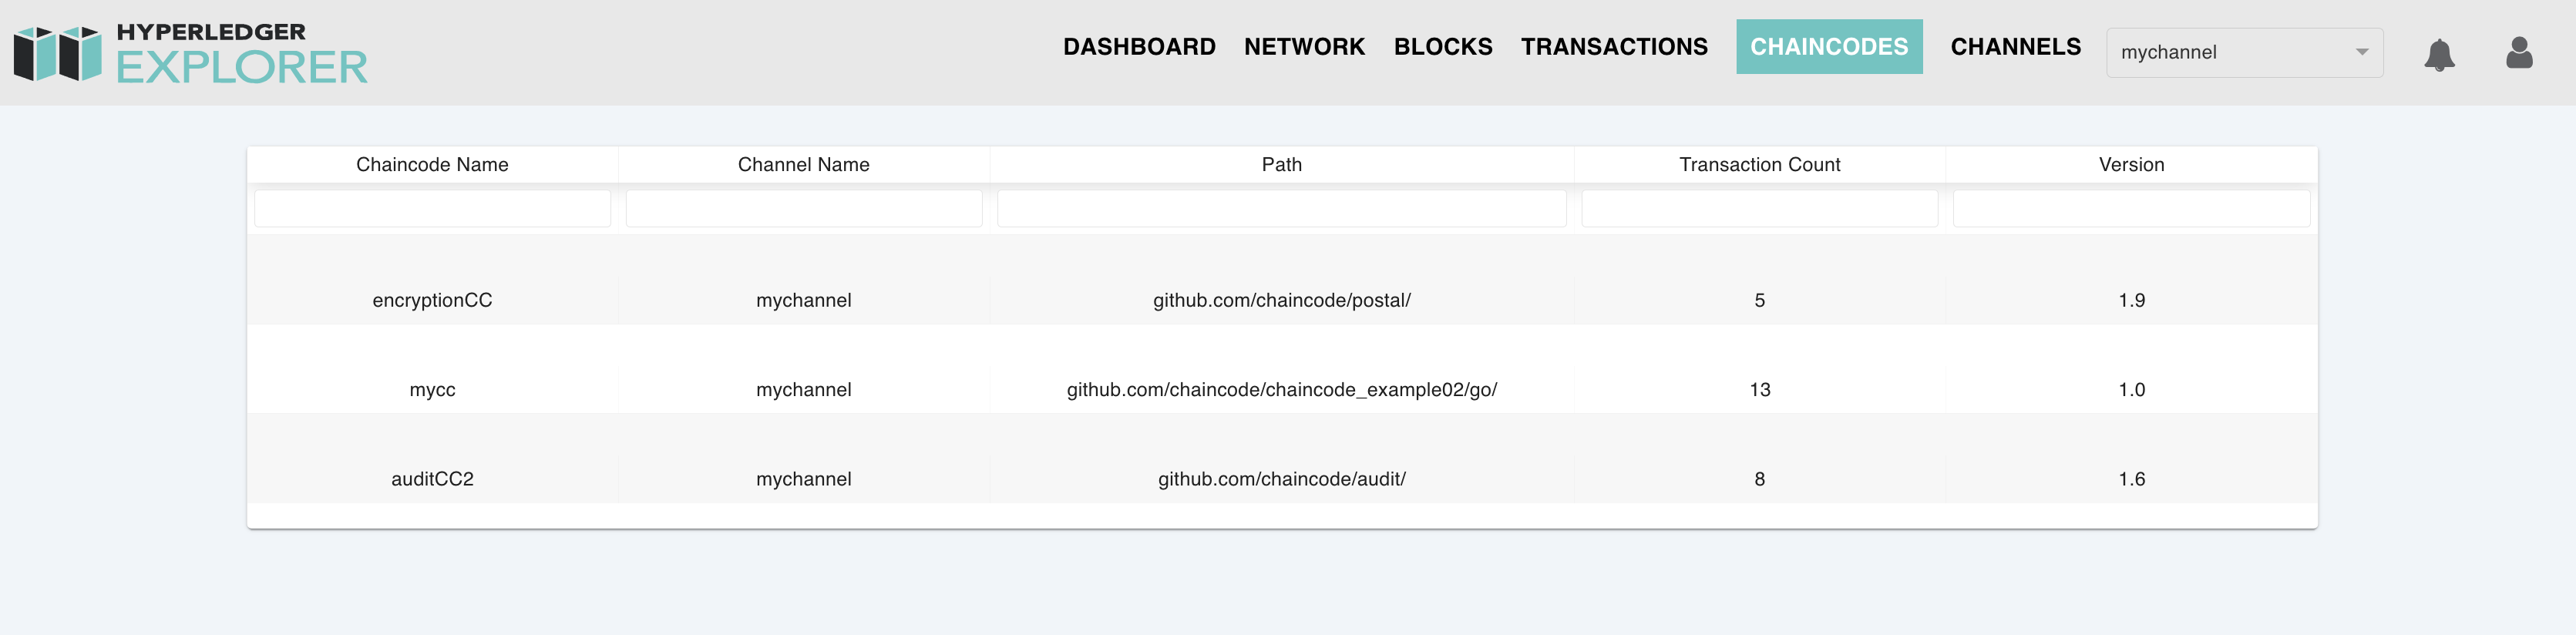 HYPERLEDGER
EXPLORER
DASHBOARD NETWORK BLOCKS TRANSACTIONS CHAINCODES CHANNELS mychannel
Chaincode Name Channel Name Path Transaction Count Version
encryptionCC mychannel github.com/chaincode/postal/ 5 1.9
mycc mychannel github.com/chaincode/chaincode_example02/go/ 13 1.0
auditCC2 mychannel github.com/chaincode/audit/ 8 1.6